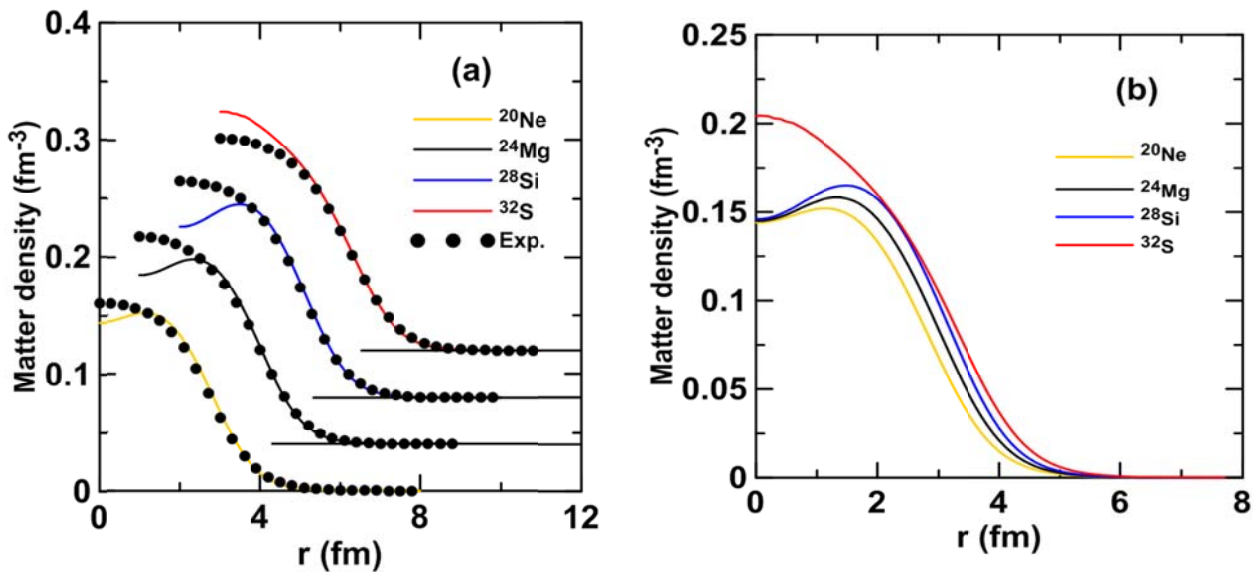 (a)
0.4
0.3
0.2
0.1
0
Matter density (fm⁻³)
²⁰Ne
²⁴Mg
²⁸Si
³²S
Exp.
0 4 8 12
r (fm)
(b)
0.25
0.2
0.15
0.1
0.05
0
Matter density (fm⁻³)
²⁰Ne
²⁴Mg
²⁸Si
³²S
0 2 4 6 8
r (fm)